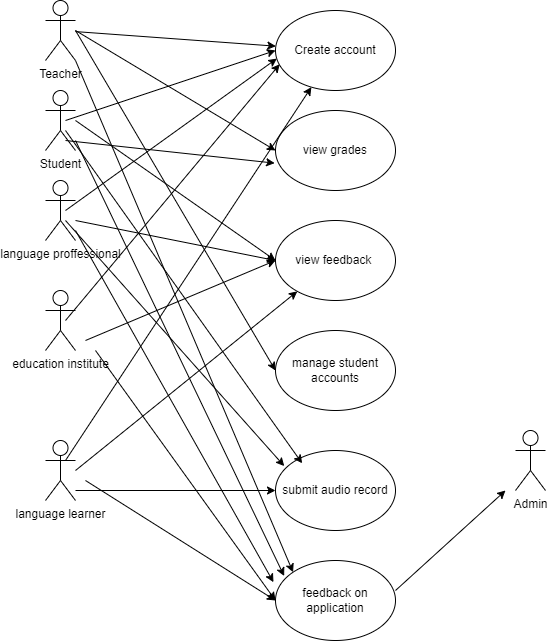 Create account
Teacher
view grades
Student
language proffessional
view feedback
education institute
manage student
accounts
submit audio record
Admin
language learner
feedback on
application